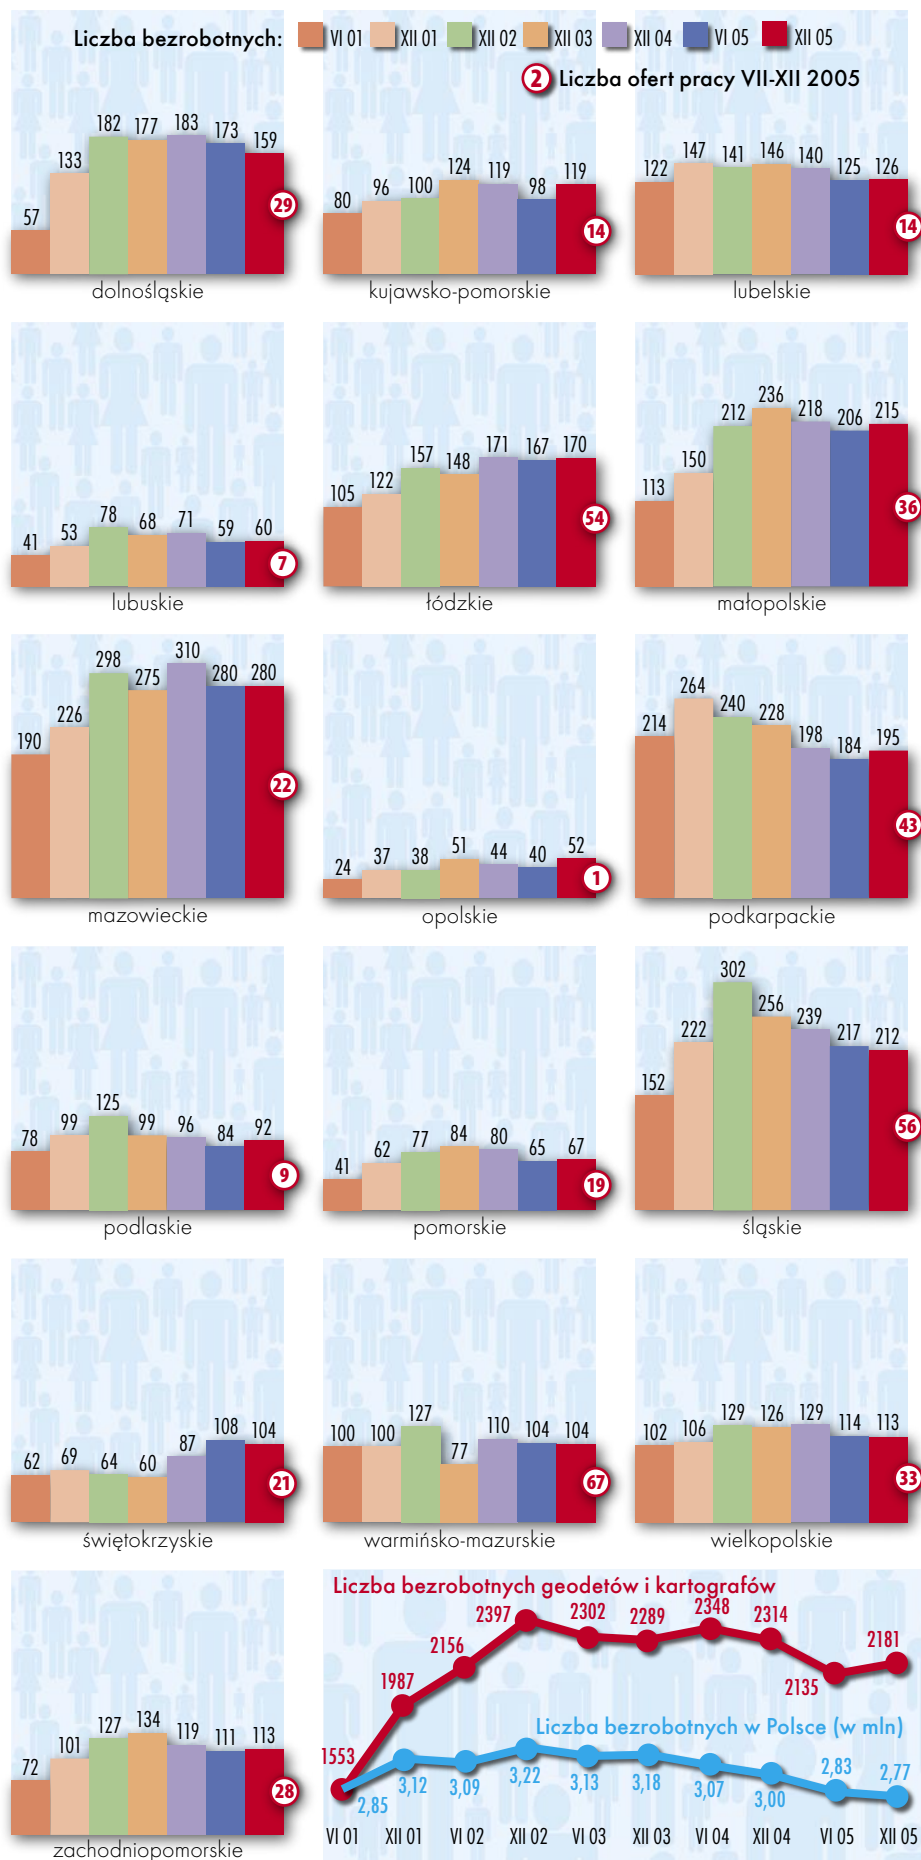 Liczba bezrobotnych: VI 01 XII 01 XII 02 XII 03 XII 04 VI 05 XII 05
2 Liczba ofert pracy VII-XII 2005
57 133 182 177 183 173 159 29
dolnośląskie
80 96 100 124 119 98 119 14
kujawsko-pomorskie
122 147 141 146 140 125 126 14
lubelskie
41 53 78 68 71 59 60 7
lubuskie
105 122 157 148 171 167 170 54
łódzkie
113 150 212 236 218 206 215 36
małopolskie
190 226 298 275 310 280 280 22
mazowieckie
24 37 38 51 44 40 52 1
opolskie
214 264 240 228 198 184 195 43
podkarpackie
78 99 125 99 96 84 92 9
podlaskie
41 62 77 84 80 65 67 19
pomorskie
152 222 302 256 239 217 212 56
śląskie
62 69 64 60 87 108 104 21
świętokrzyskie
100 100 127 77 110 104 104 67
warmińsko-mazurskie
102 106 129 126 129 114 113 33
wielkopolskie
72 101 127 134 119 111 113 28
zachodniopomorskie
Liczba bezrobotnych geodetów i kartografów
1553 1987 2156 2397 2302 2289 2348 2314 2135 2181
Liczba bezrobotnych w Polsce (w mln)
2,85 3,12 3,09 3,22 3,13 3,18 3,07 3,00 2,83 2,77
VI 01 XII 01 VI 02 XII 02 VI 03 XII 03 VI 04 XII 04 VI 05 XII 05